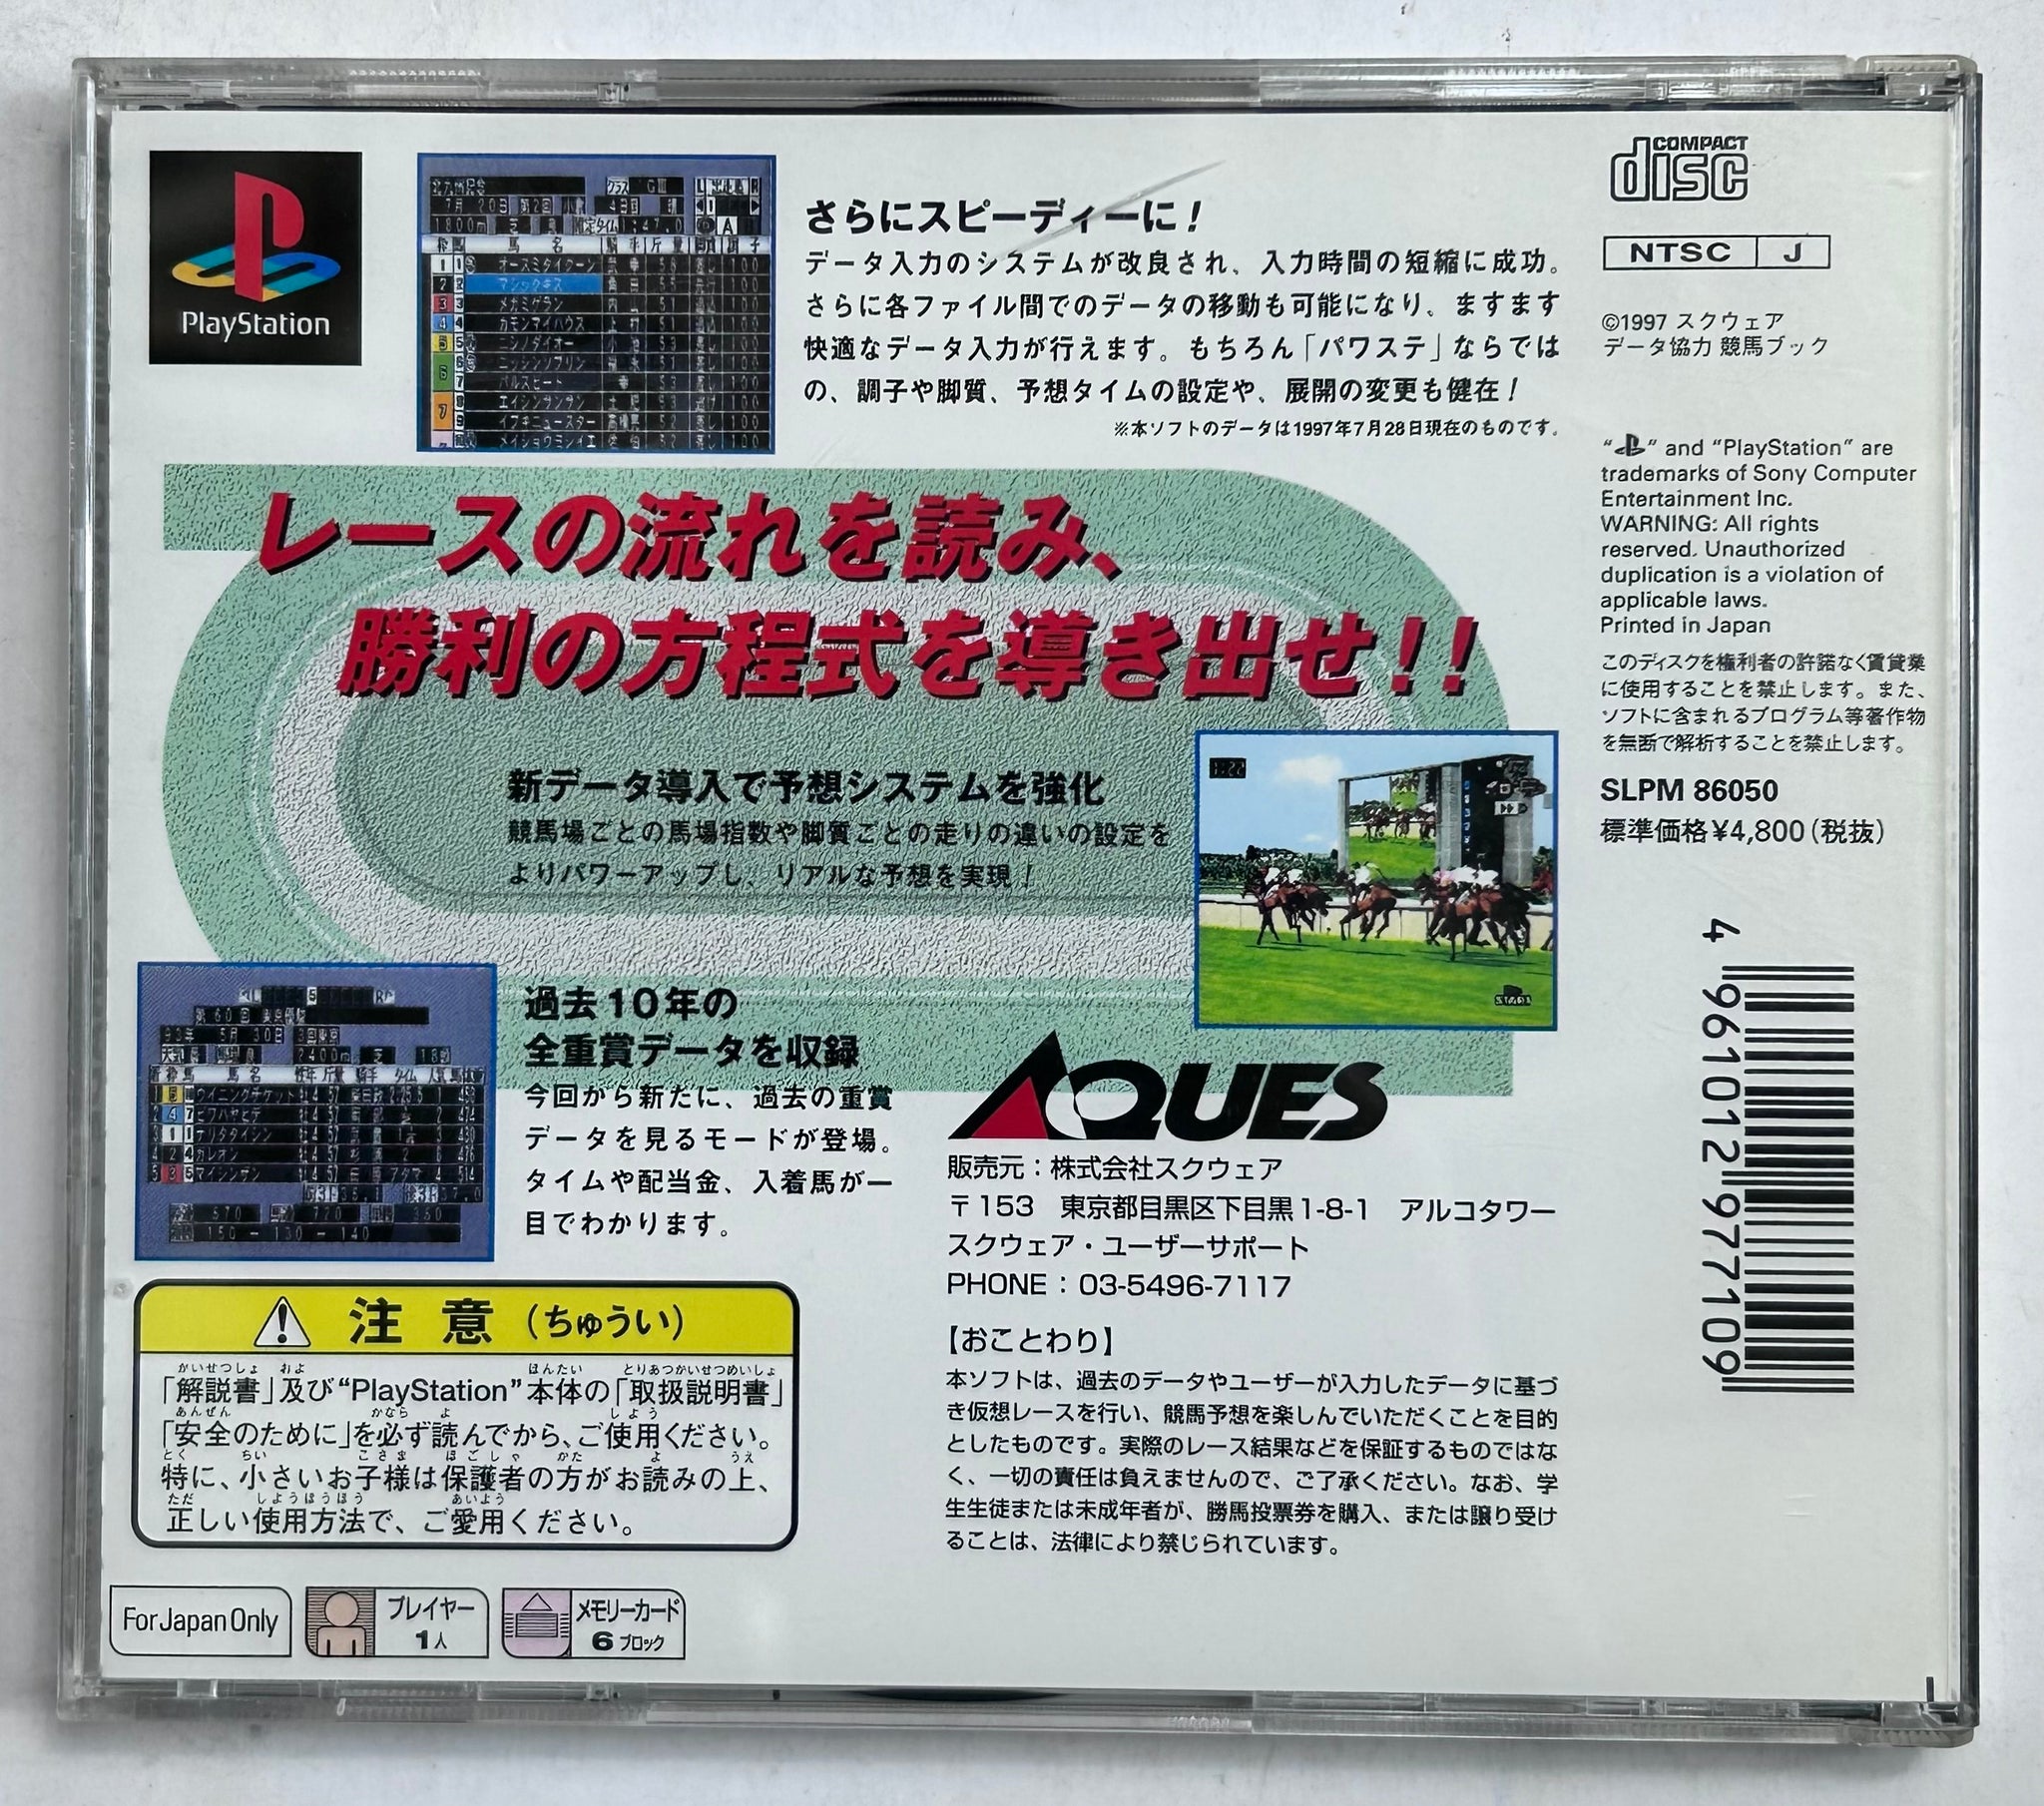 PlayStation
さらにスピーディーに!
データ入力のシステムが改良され、入力時間の短縮に成功。
さらに各ファイル間でのデータの移動も可能になり、ますます
快適なデータ入力が行えます。もちろん「パワステ」ならでは
の、調子や脚質、予想タイムの設定や、展開の変更も健在!
※本ソフトのデータは1997年7月28日現在のものです。
レースの流れを読み、
勝利の方程式を導き出せ!!
新データ導入で予想システムを強化
競馬場ごとの馬場指数や脚質ごとの走りの違いの設定を
よりパワーアップし、リアルな予想を実現!
過去10年の
全重賞データを収録
今回から新たに、過去の重賞
データを見るモードが登場。
タイムや配当金、入着馬が一
目でわかります。
AQUES
販売元:株式会社スクウェア
〒153 東京都目黒区下目黒1-8-1 アルコタワー
スクウェア・ユーザーサポート
PHONE:03-5496-7117
【おことわり】
本ソフトは、過去のデータやユーザーが入力したデータに基づ
き仮想レースを行い、競馬予想を楽しんでいただくことを目的
としたものです。実際のレース結果などを保証するものではな
く、一切の責任は負えませんので、ご了承ください。なお、学
生生徒または未成年者が、勝馬投票券を購入、または譲り受け
ることは、法律により禁じられています。
注意(ちゅうい)
「解説書」及び“PlayStation”本体の「取扱説明書」
「安全のために」を必ず読んでから、ご使用ください。
特に、小さいお子様は保護者の方がお読みの上、
正しい使用方法で、ご愛用ください。
For Japan Only
プレイヤー
1人
メモリーカード
6ブロック
COMPACT
disc
NTSC J
©1997 スクウェア
データ協力 競馬ブック
“PS” and “PlayStation” are
trademarks of Sony Computer
Entertainment Inc.
WARNING: All rights
reserved. Unauthorized
duplication is a violation of
applicable laws.
Printed in Japan
このディスクを権利者の許諾なく賃貸業
に使用することを禁止します。また、
ソフトに含まれるプログラム等著作物
を無断で解析することを禁止します。
SLPM 86050
標準価格¥4,800(税抜)
4 961012 977109